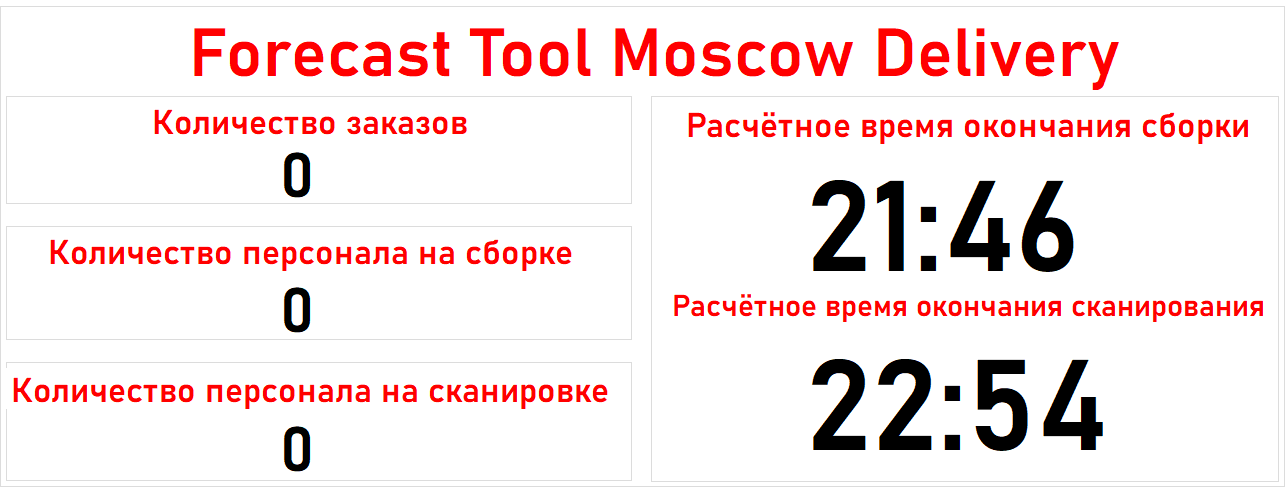 Forecast Tool Moscow Delivery
Количество заказов
0
Количество персонала на сборке
0
Количество персонала на сканировке
0
Расчётное время окончания сборки
21:46
Расчётное время окончания сканирования
22:54